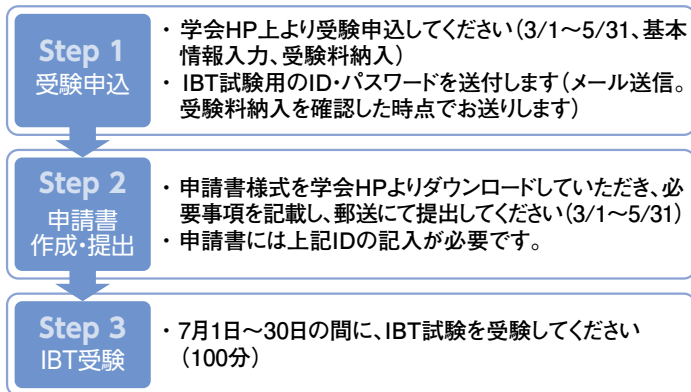 Step 1
受験申込
・ 学会HP上より受験申込してください（3/1～5/31、基本
情報入力、受験料納入）
・ IBT試験用のID・パスワードを送付します（メール送信。
受験料納入を確認した時点でお送りします）
Step 2
申請書
作成・提出
・ 申請書様式を学会HPよりダウンロードしていただき、必
要事項を記載し、郵送にて提出してください（3/1～5/31）
・ 申請書には上記IDの記入が必要です。
Step 3
IBT受験
・ 7月1日～30日の間に、IBT試験を受験してください
（100分）